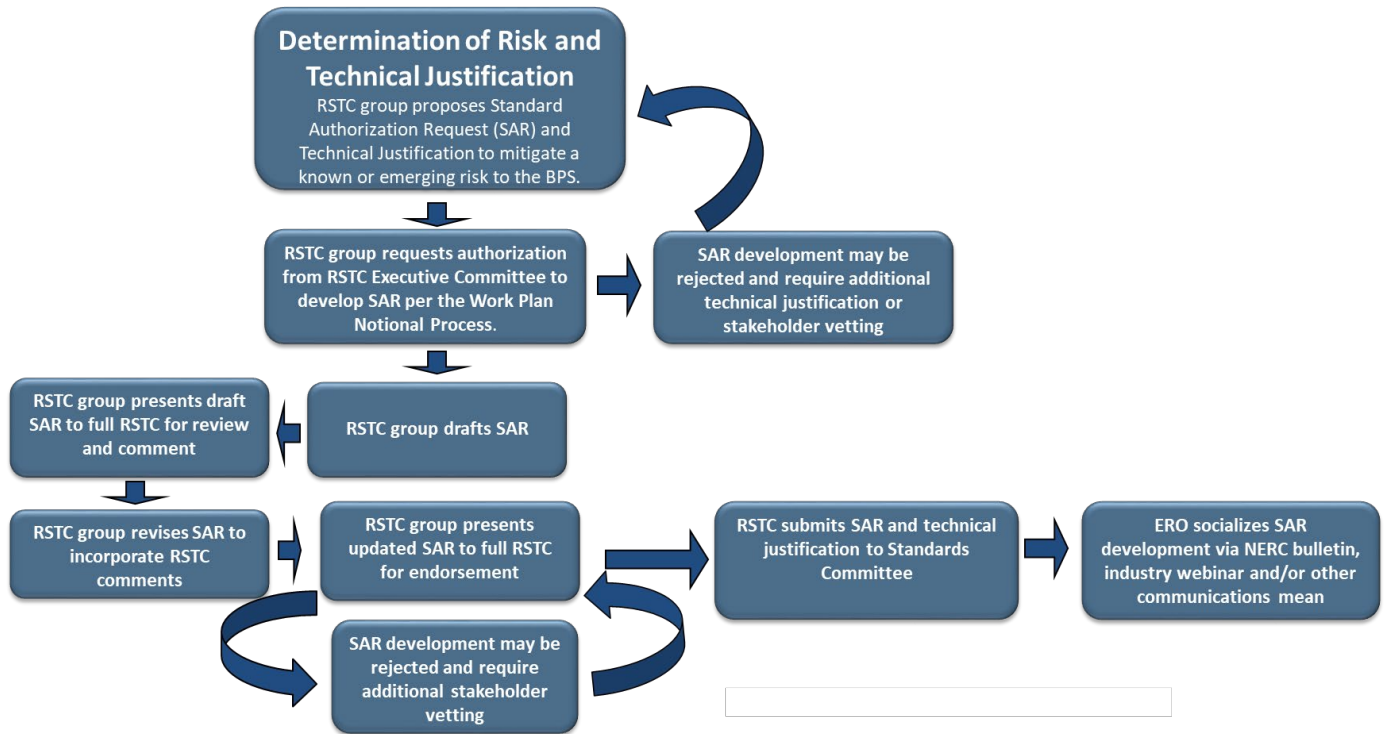 Determination of Risk and
Technical Justification
RSTC group proposes Standard
Authorization Request (SAR) and
Technical Justification to mitigate a
known or emerging risk to the BPS.
RSTC group requests authorization
from RSTC Executive Committee to
develop SAR per the Work Plan
Notional Process.
SAR development may be
rejected and require additional
technical justification or
stakeholder vetting
RSTC group presents draft
SAR to full RSTC for review
and comment
RSTC group drafts SAR
RSTC group revises SAR to
incorporate RSTC
comments
RSTC group presents
updated SAR to full RSTC
for endorsement
SAR development may be
rejected and require
additional stakeholder
vetting
RSTC submits SAR and technical
justification to Standards
Committee
ERO socializes SAR
development via NERC bulletin,
industry webinar and/or other
communications mean